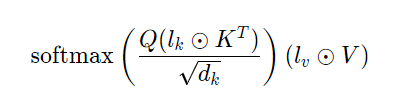 softmax ( Q(l_k ⊙ K^T) / √d_k ) (l_v ⊙ V)